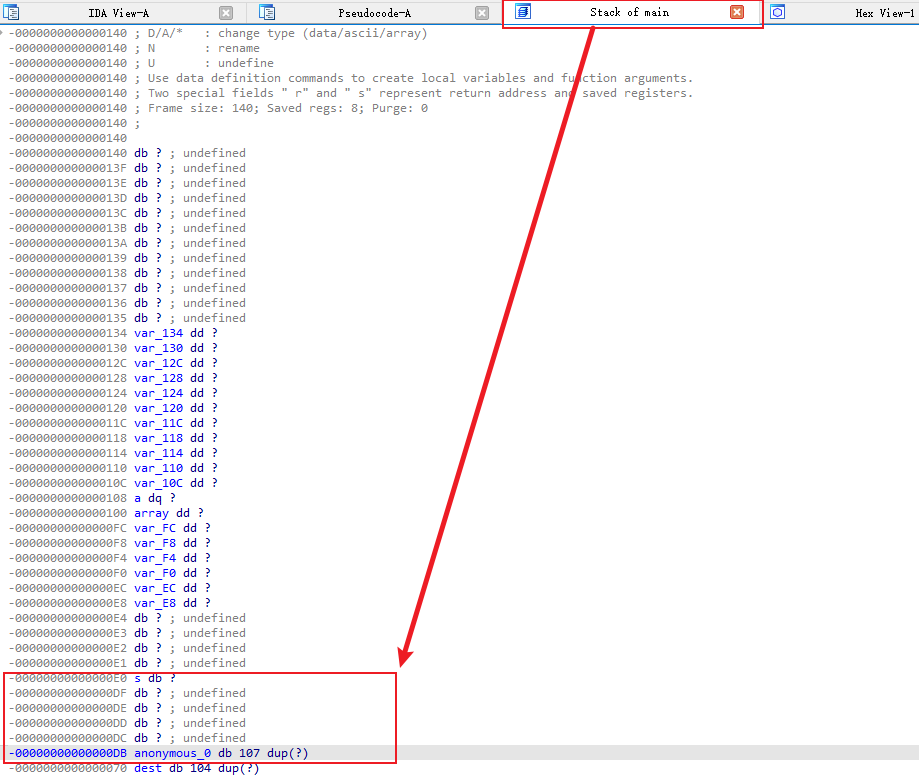 IDA View-A Pseudocode-A Stack of main Hex View-1
-0000000000000140 ; D/A/* : change type (data/ascii/array)
-0000000000000140 ; N : rename
-0000000000000140 ; U : undefine
-0000000000000140 ; Use data definition commands to create local variables and function arguments.
-0000000000000140 ; Two special fields " r" and " s" represent return address and saved registers.
-0000000000000140 ; Frame size: 140; Saved regs: 8; Purge: 0
-0000000000000140 ;
-0000000000000140
-0000000000000140 db ? ; undefined
-000000000000013F db ? ; undefined
-000000000000013E db ? ; undefined
-000000000000013D db ? ; undefined
-000000000000013C db ? ; undefined
-000000000000013B db ? ; undefined
-000000000000013A db ? ; undefined
-0000000000000139 db ? ; undefined
-0000000000000138 db ? ; undefined
-0000000000000137 db ? ; undefined
-0000000000000136 db ? ; undefined
-0000000000000135 db ? ; undefined
-0000000000000134 var_134 dd ?
-0000000000000130 var_130 dd ?
-000000000000012C var_12C dd ?
-0000000000000128 var_128 dd ?
-0000000000000124 var_124 dd ?
-0000000000000120 var_120 dd ?
-000000000000011C var_11C dd ?
-0000000000000118 var_118 dd ?
-0000000000000114 var_114 dd ?
-0000000000000110 var_110 dd ?
-000000000000010C var_10C dd ?
-0000000000000108 a dq ?
-0000000000000100 array dd ?
-00000000000000FC var_FC dd ?
-00000000000000F8 var_F8 dd ?
-00000000000000F4 var_F4 dd ?
-00000000000000F0 var_F0 dd ?
-00000000000000EC var_EC dd ?
-00000000000000E8 var_E8 dd ?
-00000000000000E4 db ? ; undefined
-00000000000000E3 db ? ; undefined
-00000000000000E2 db ? ; undefined
-00000000000000E1 db ? ; undefined
-00000000000000E0 s db ?
-00000000000000DF db ? ; undefined
-00000000000000DE db ? ; undefined
-00000000000000DD db ? ; undefined
-00000000000000DC db ? ; undefined
-00000000000000DB anonymous_0 db 107 dup(?)
-0000000000000070 dest db 104 dup(?)